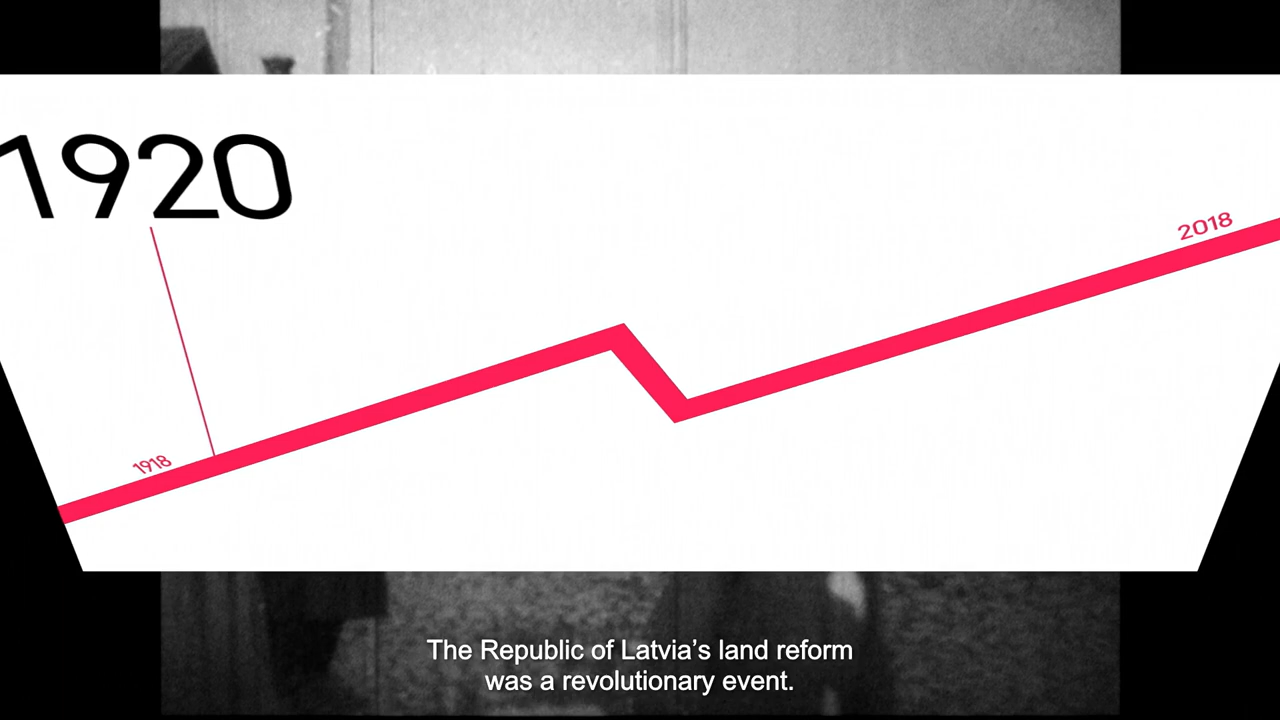 1920
2018
1918
The Republic of Latvia’s land reform
was a revolutionary event.